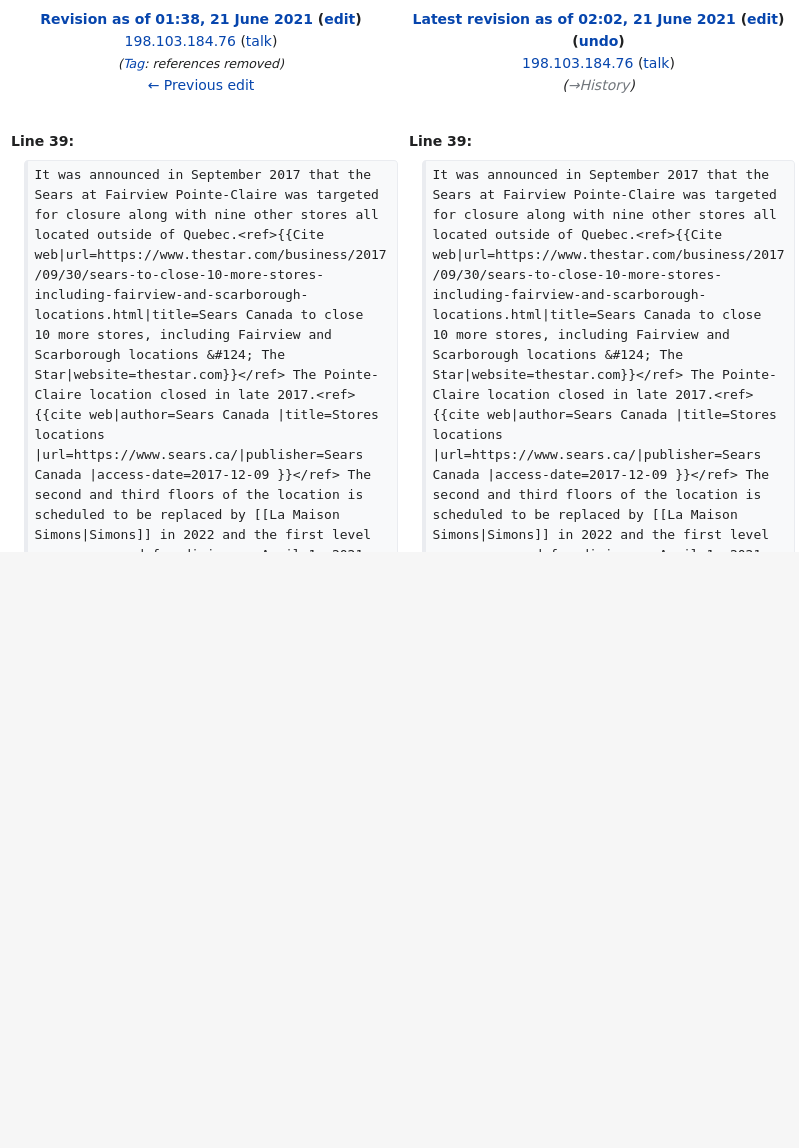 Revision as of 01:38, 21 June 2021 (edit)
198.103.184.76 (talk)
(Tag: references removed)
← Previous edit
Latest revision as of 02:02, 21 June 2021 (edit)
(undo)
198.103.184.76 (talk)
(→History)
Line 39:
It was announced in September 2017 that the
Sears at Fairview Pointe-Claire was targeted
for closure along with nine other stores all
located outside of Quebec.<ref>{{Cite
web|url=https://www.thestar.com/business/2017
/09/30/sears-to-close-10-more-stores-
including-fairview-and-scarborough-
locations.html|title=Sears Canada to close
10 more stores, including Fairview and
Scarborough locations &#124; The
Star|website=thestar.com}}</ref> The Pointe-
Claire location closed in late 2017.<ref>
{{cite web|author=Sears Canada |title=Stores
locations
|url=https://www.sears.ca/|publisher=Sears
Canada |access-date=2017-12-09 }}</ref> The
second and third floors of the location is
scheduled to be replaced by [[La Maison
Simons|Simons]] in 2022 and the first level
Line 39:
It was announced in September 2017 that the
Sears at Fairview Pointe-Claire was targeted
for closure along with nine other stores all
located outside of Quebec.<ref>{{Cite
web|url=https://www.thestar.com/business/2017
/09/30/sears-to-close-10-more-stores-
including-fairview-and-scarborough-
locations.html|title=Sears Canada to close
10 more stores, including Fairview and
Scarborough locations &#124; The
Star|website=thestar.com}}</ref> The Pointe-
Claire location closed in late 2017.<ref>
{{cite web|author=Sears Canada |title=Stores
locations
|url=https://www.sears.ca/|publisher=Sears
Canada |access-date=2017-12-09 }}</ref> The
second and third floors of the location is
scheduled to be replaced by [[La Maison
Simons|Simons]] in 2022 and the first level